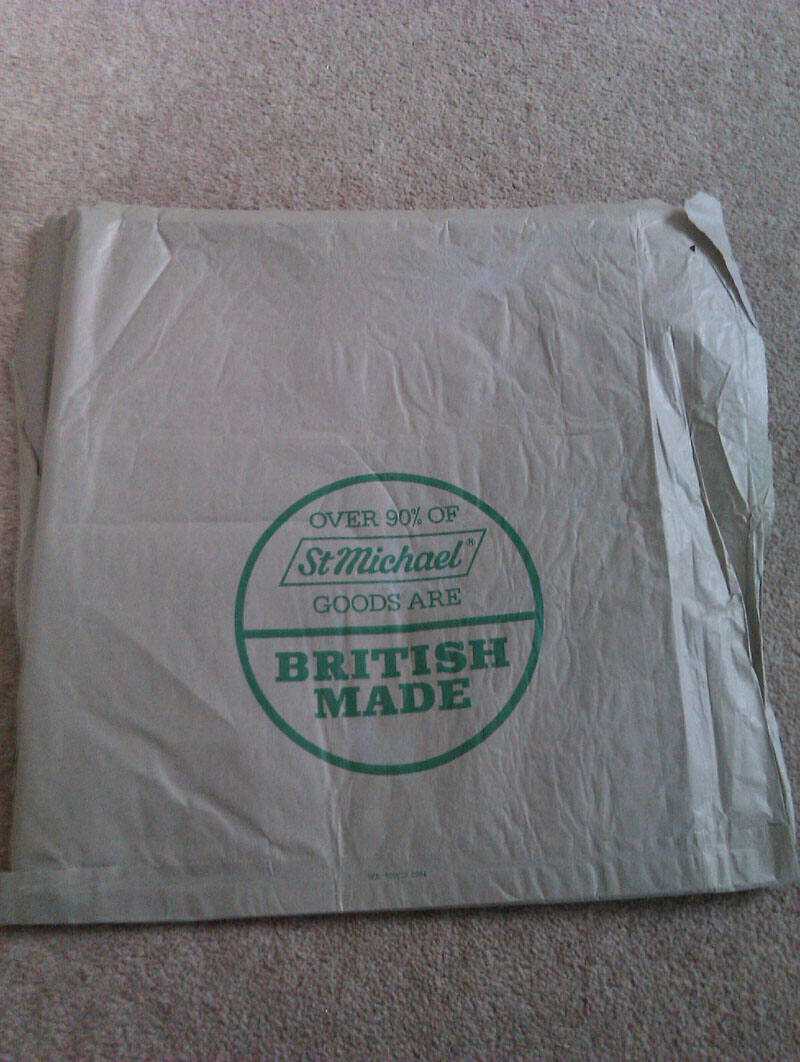 OVER 90% OF
St Michael®
GOODS ARE
BRITISH
MADE